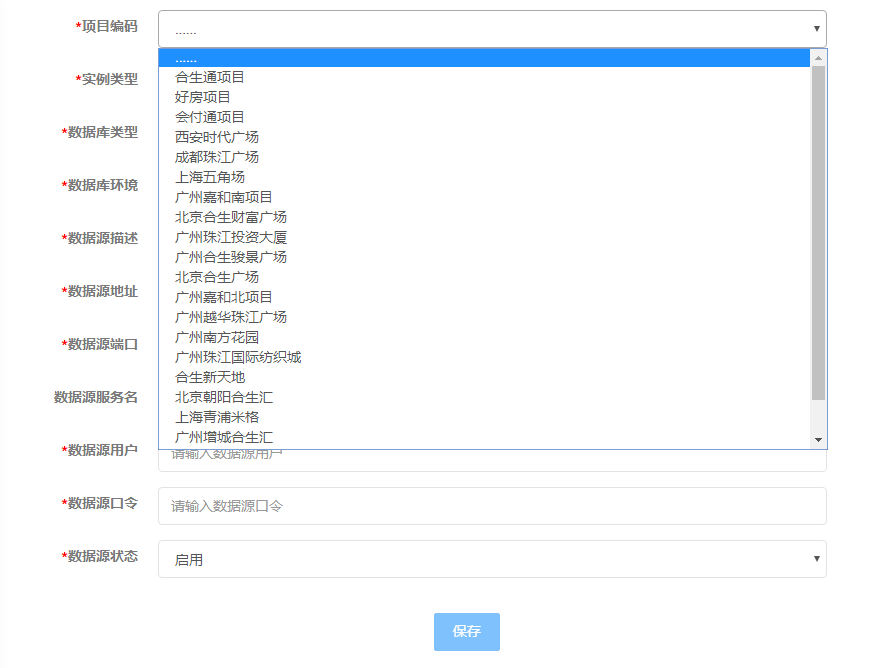 *项目编码
......
......
合生通项目
*实例类型
好房项目
会付通项目
*数据库类型
西安时代广场
成都珠江广场
上海五角场
*数据库环境
广州嘉和南项目
北京合生财富广场
*数据源描述
广州珠江投资大厦
广州合生骏景广场
北京合生广场
*数据源地址
广州嘉和北项目
广州越华珠江广场
*数据源端口
广州南方花园
广州珠江国际纺织城
合生新天地
数据源服务名
北京朝阳合生汇
上海青浦米格
广州增城合生汇
*数据源用户
请输入数据源用户
*数据源口令
请输入数据源口令
*数据源状态
启用
保存